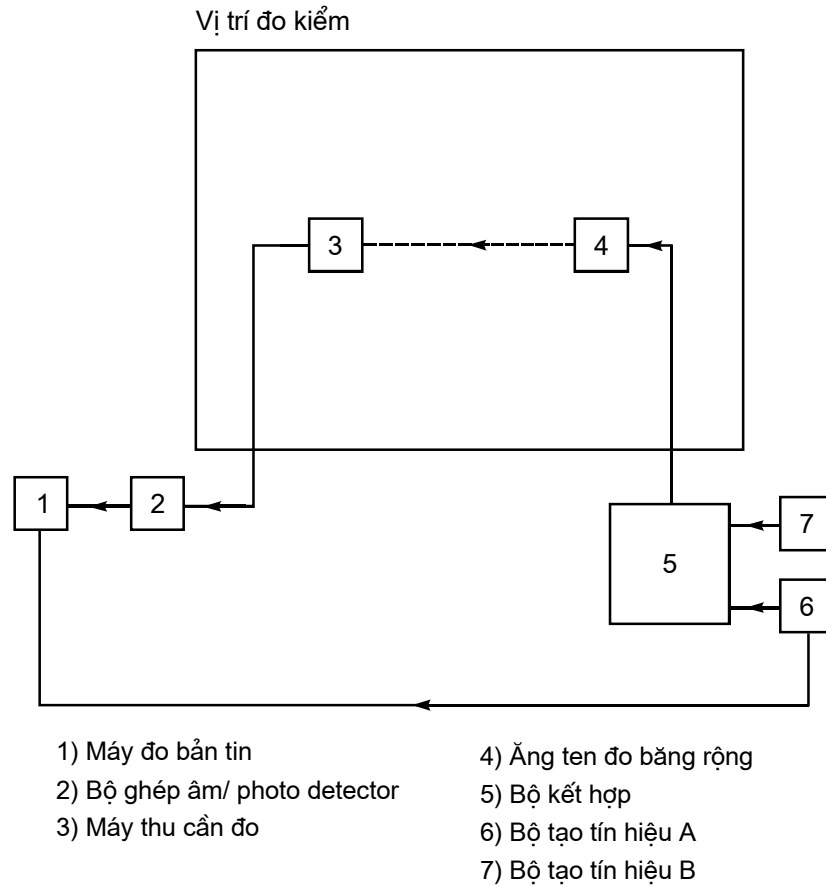 Vị trí đo kiểm
3
4
1
2
7
5
6
1) Máy đo bản tin
2) Bộ ghép âm/ photo detector
3) Máy thu cần đo
4) Ăng ten đo băng rộng
5) Bộ kết hợp
6) Bộ tạo tín hiệu A
7) Bộ tạo tín hiệu B